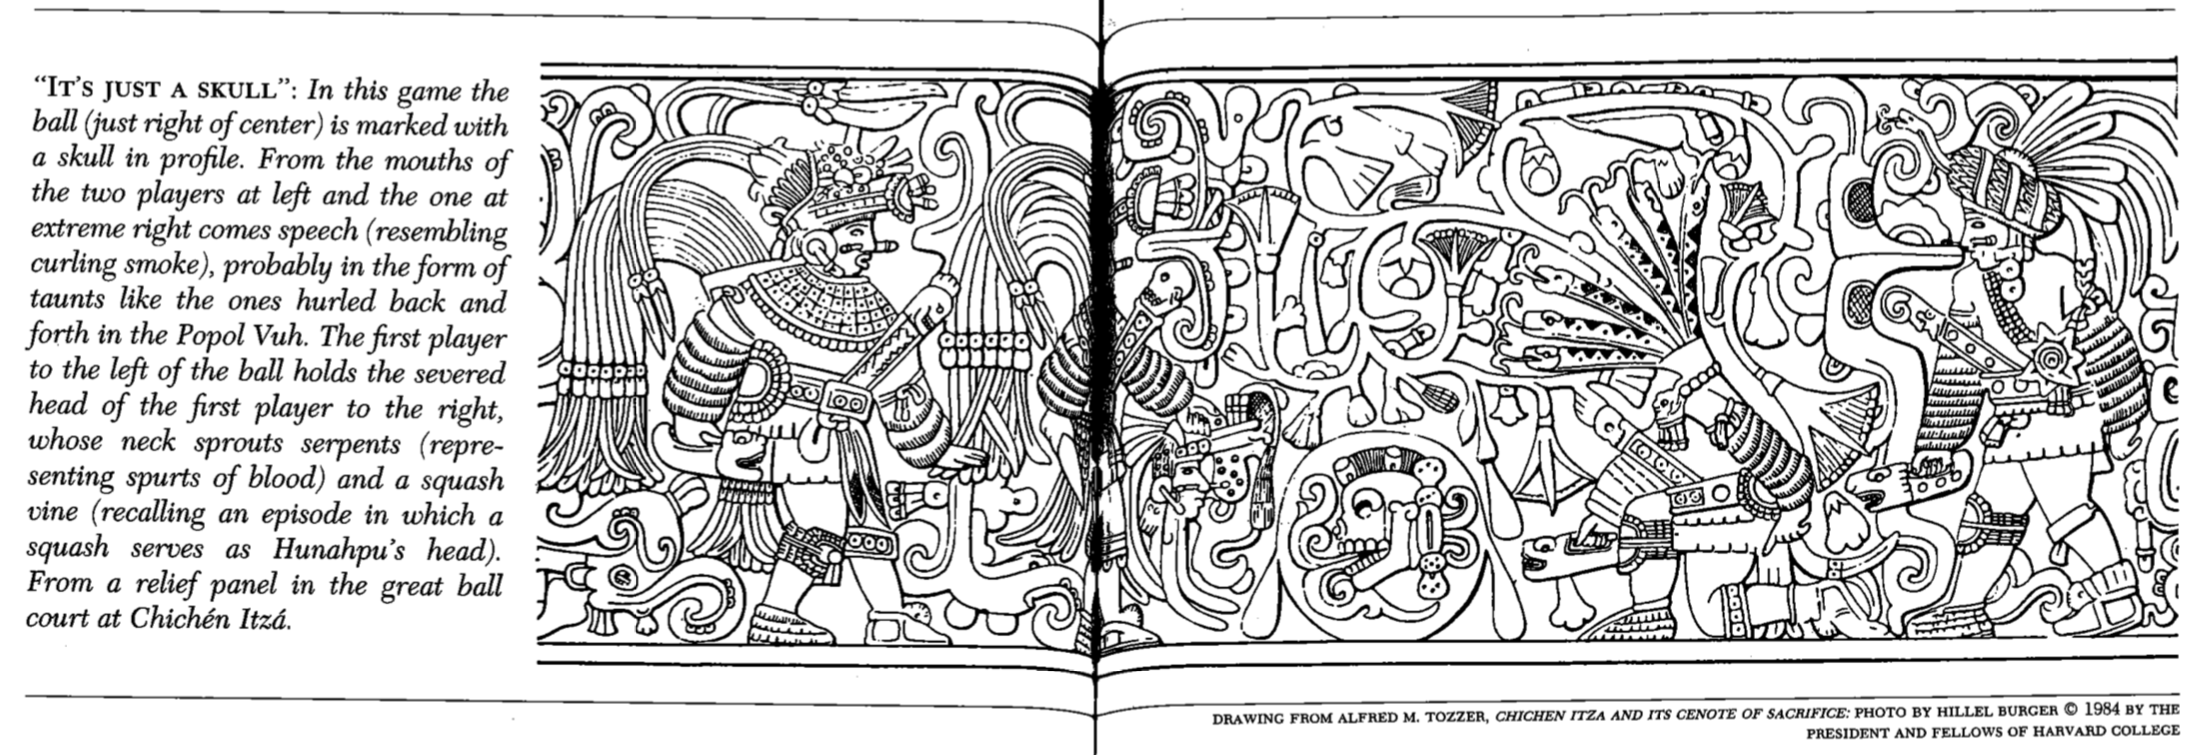 “IT’S JUST A SKULL”: In this game the
ball (just right of center) is marked with
a skull in profile. From the mouths of
the two players at left and the one at
extreme right comes speech (resembling
curling smoke), probably in the form of
taunts like the ones hurled back and
forth in the Popol Vuh. The first player
to the left of the ball holds the severed
head of the first player to the right,
whose neck sprouts serpents (repre-
senting spurts of blood) and a squash
vine (recalling an episode in which a
squash serves as Hunahpu’s head).
From a relief panel in the great ball
court at Chichén Itzá.
DRAWING FROM ALFRED M. TOZZER, CHICHEN ITZA AND ITS CENOTE OF SACRIFICE: PHOTO BY HILLEL BURGER © 1984 BY THE
PRESIDENT AND FELLOWS OF HARVARD COLLEGE